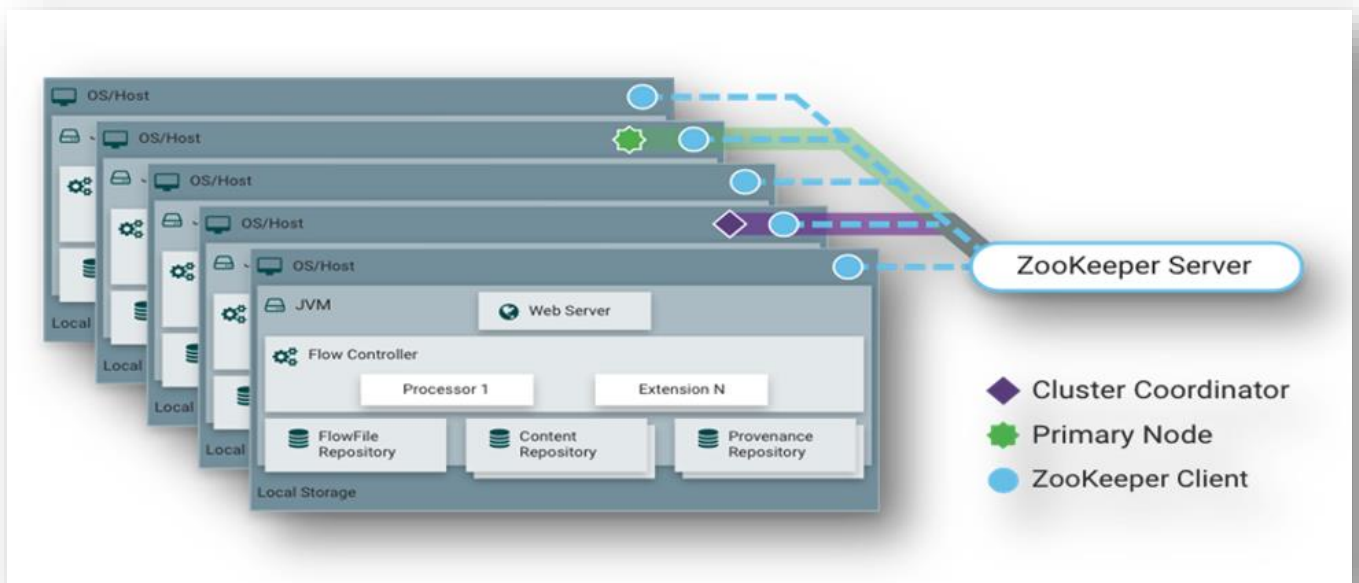 OS/Host
OS/Host
OS/Host
OS/Host
OS/Host
JVM
Web Server
Flow Controller
Processor 1
Extension N
FlowFile
Repository
Content
Repository
Provenance
Repository
Local Storage
Local
Local
Local
Local
ZooKeeper Server
Cluster Coordinator
Primary Node
ZooKeeper Client